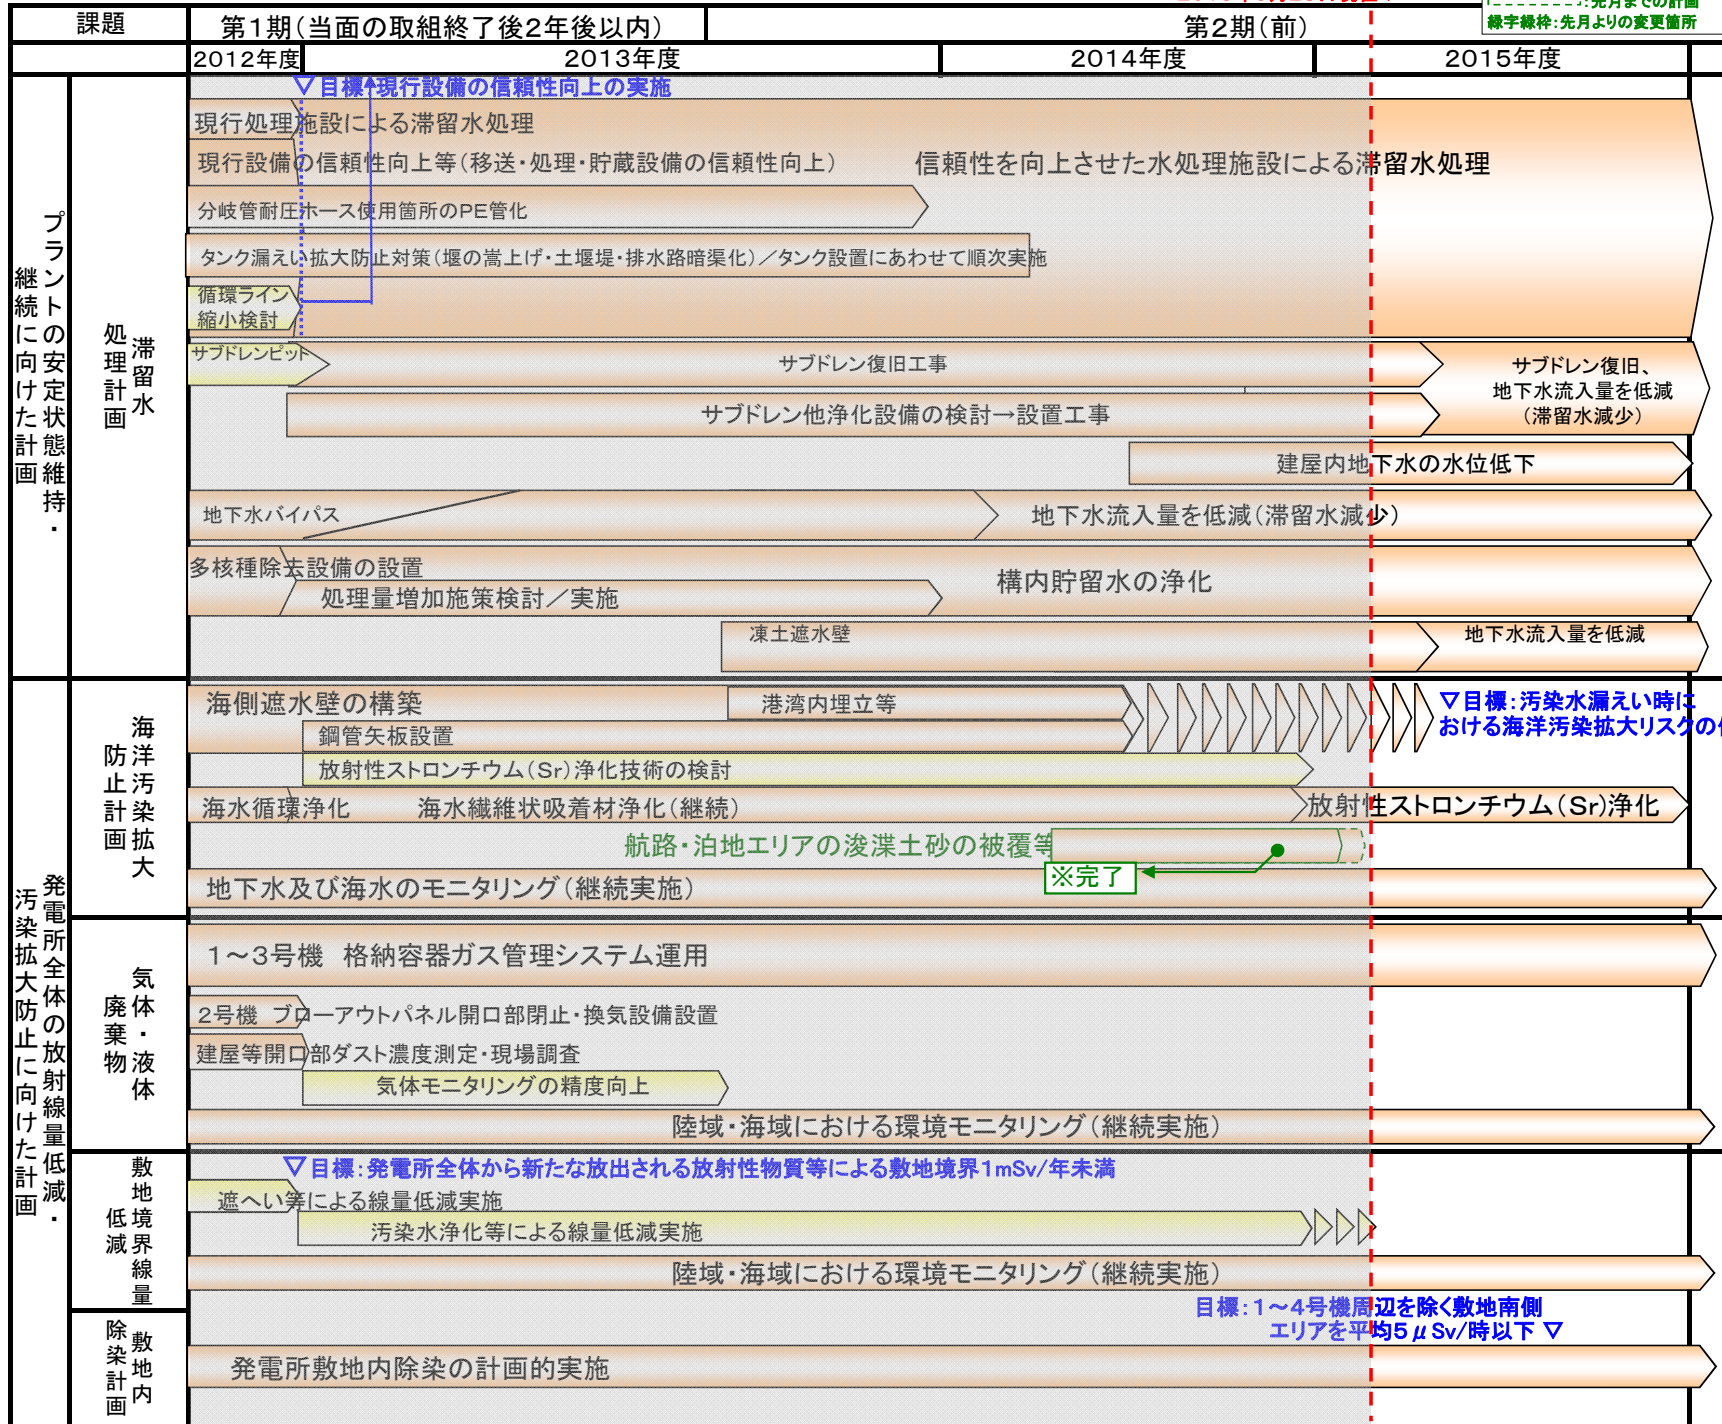 :先月までの計画
緑字緑枠:先月よりの変更箇所
課題
第1期(当面の取組終了後2年後以内)
第2期(前)
2012年度
2013年度
2014年度
2015年度
プラントの安定状態維持・
継続に向けた計画
滞留水
処理計画
▽目標:現行設備の信頼性向上の実施
現行処理施設による滞留水処理
現行設備の信頼性向上等(移送・処理・貯蔵設備の信頼性向上)
信頼性を向上させた水処理施設による滞留水処理
分岐管耐圧ホース使用箇所のPE管化
タンク漏えい拡大防止対策(堰の嵩上げ・土堰堤・排水路暗渠化)/タンク設置にあわせて順次実施
循環ライン
縮小検討
サブドレンピット
サブドレン復旧工事
サブドレン復旧、
地下水流入量を低減
(滞留水減少)
サブドレン他浄化設備の検討→設置工事
建屋内地下水の水位低下
地下水バイパス
地下水流入量を低減(滞留水減少)
多核種除去設備の設置
処理量増加施策検討/実施
構内貯留水の浄化
凍土遮水壁
地下水流入量を低減
発電所全体の放射線量低減・
汚染拡大防止に向けた計画
海洋汚染拡大
防止計画
海側遮水壁の構築
港湾内埋立等
鋼管矢板設置
▽目標:汚染水漏えい時に
おける海洋汚染拡大リスクの
放射性ストロンチウム(Sr)浄化技術の検討
海水循環浄化
海水繊維状吸着材浄化(継続)
放射性ストロンチウム(Sr)浄化
航路・泊地エリアの浚渫土砂の被覆等
※完了
地下水及び海水のモニタリング(継続実施)
気体・液体
廃棄物
1~3号機 格納容器ガス管理システム運用
2号機 ブローアウトパネル開口部閉止・換気設備設置
建屋等開口部ダスト濃度測定・現場調査
気体モニタリングの精度向上
陸域・海域における環境モニタリング(継続実施)
敷地境界線量
低減
▽目標:発電所全体から新たな放出される放射性物質等による敷地境界1mSv/年未満
遮へい等による線量低減実施
汚染水浄化等による線量低減実施
陸域・海域における環境モニタリング(継続実施)
敷地内
除染計画
目標:1~4号機周辺を除く敷地南側
エリアを平均5μSv/時以下 ▽
発電所敷地内除染の計画的実施